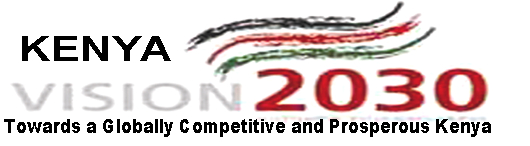 KENYA
VISION 2030
Towards a Globally Competitive and Prosperous Kenya